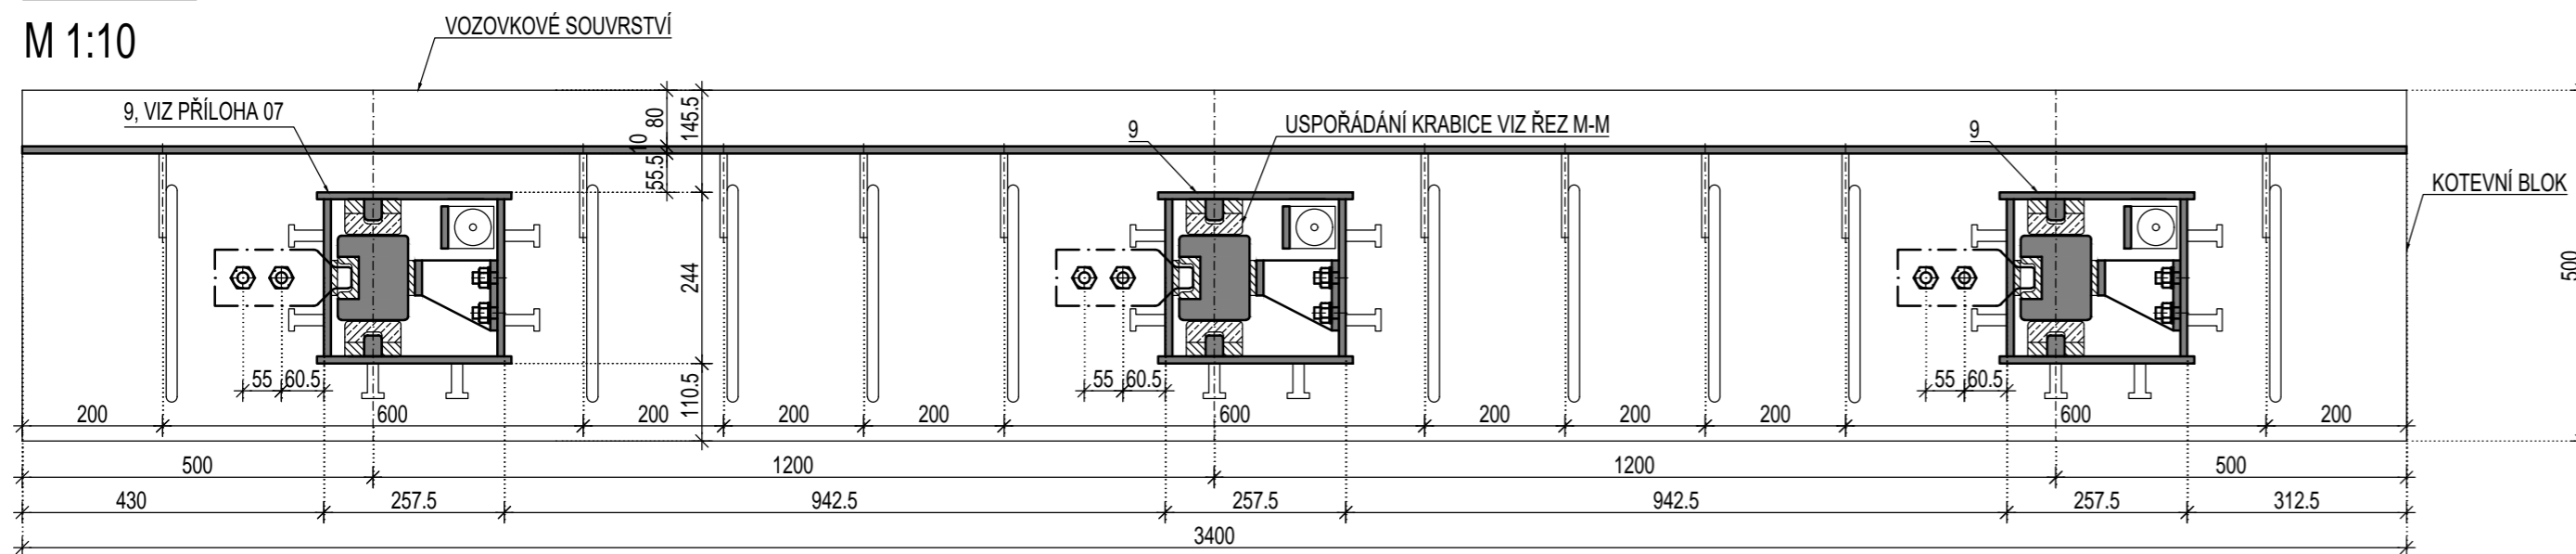 M 1:10
VOZOVKOVÉ SOUVRSTVÍ
9, VIZ PŘÍLOHA 07
10
80
145.5
55.5
9
USPOŘÁDÁNÍ KRABICE VIZ ŘEZ M-M
9
KOTEVNÍ BLOK
500
244
110.5
55 60.5
55 60.5
55 60.5
200 600 200 200 200 600 200 200 200 600 200
500 1200 1200 500
430 257.5 942.5 257.5 942.5 257.5 312.5
3400